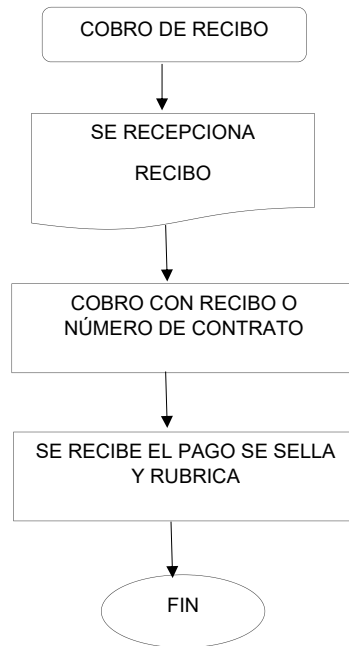 COBRO DE RECIBO
SE RECEPCIONA
RECIBO
COBRO CON RECIBO O
NÚMERO DE CONTRATO
SE RECIBE EL PAGO SE SELLA
Y RUBRICA
FIN